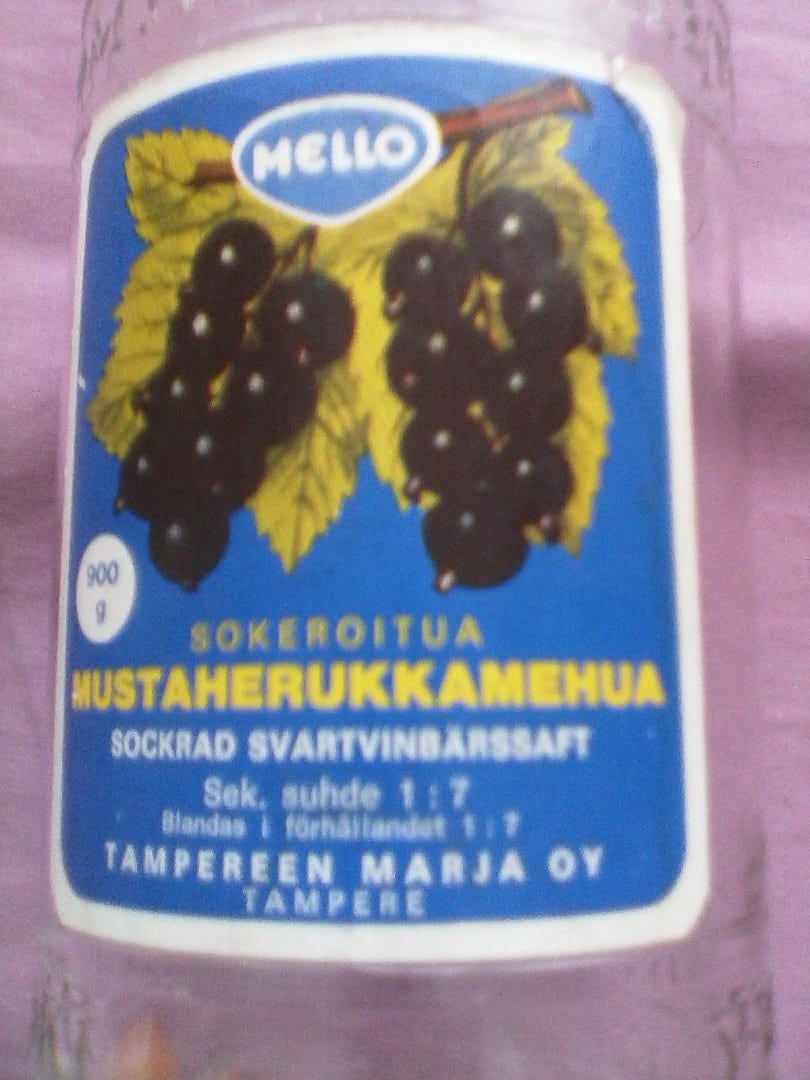 MELLO
900
g
SOKEROITUA
MUSTAHERUKKAMEHUA
SOCKRAD SVARTVINBÄRSSAFT
Sek. suhde 1:7
Blandas i förhållandet 1:7
TAMPEREEN MARJA OY
TAMPERE